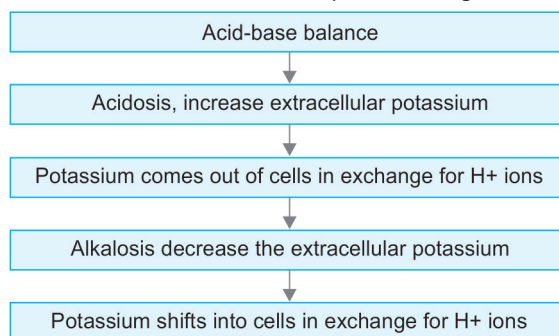 Acid-base balance
Acidosis, increase extracellular potassium
Potassium comes out of cells in exchange for H+ ions
Alkalosis decrease the extracellular potassium
Potassium shifts into cells in exchange for H+ ions